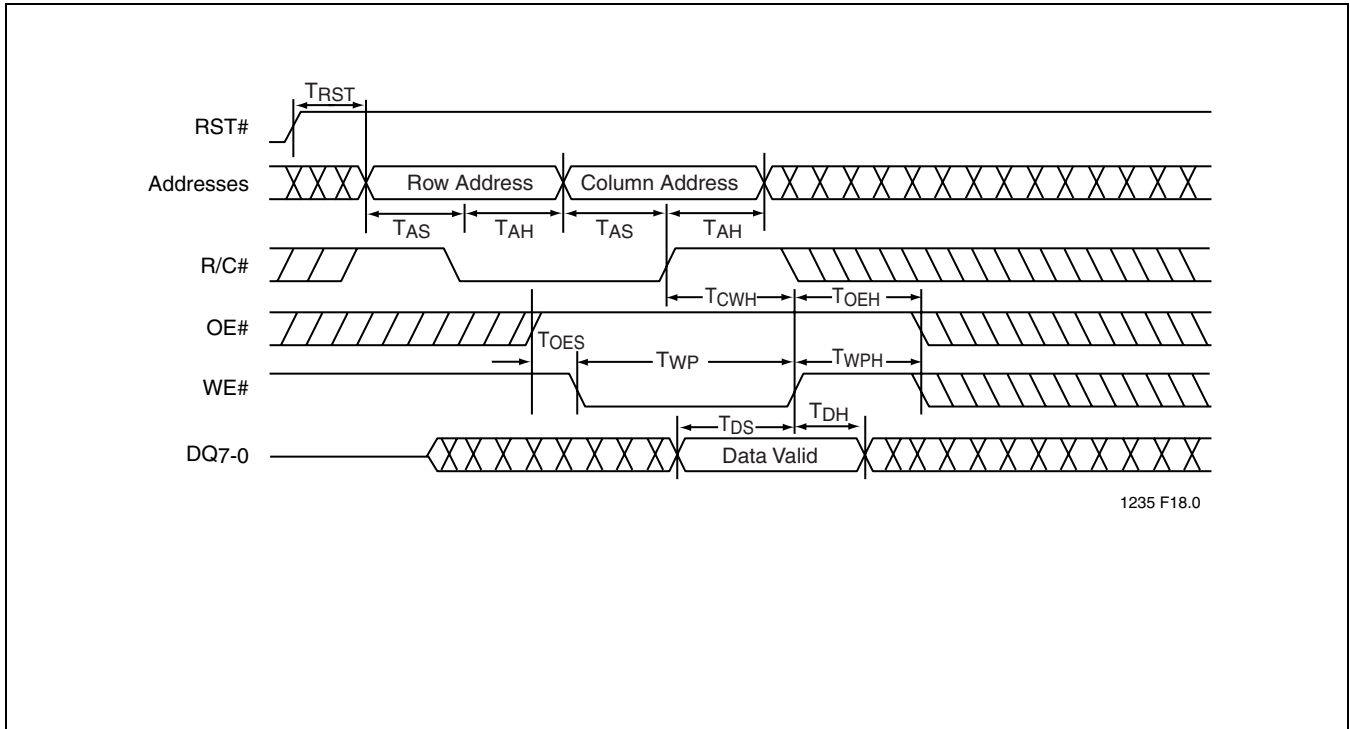 TRST
RST#
Addresses
Row Address
Column Address
TAS
TAH
TAS
TAH
R/C#
TCWH
TOEH
OE#
TOES
TWP
TWPH
WE#
TDS
TDH
DQ7-0
Data Valid
1235 F18.0